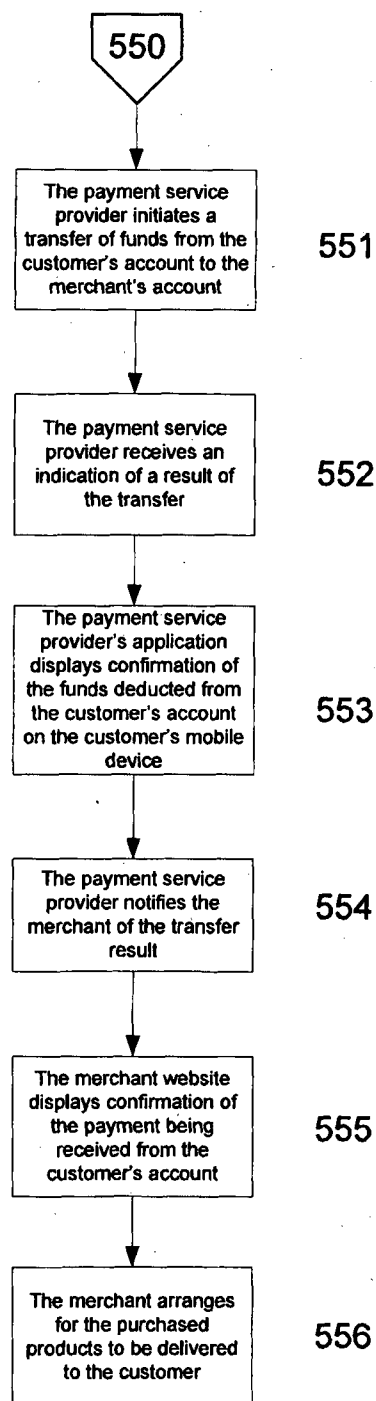 550
The payment service
provider initiates a
transfer of funds from the
customer's account to the
merchant's account
551
The payment service
provider receives an
indication of a result of
the transfer
552
The payment service
provider's application
displays confirmation of
the funds deducted from
the customer's account
on the customer's mobile
device
553
The payment service
provider notifies the
merchant of the transfer
result
554
The merchant website
displays confirmation of
the payment being
received from the
customer's account
555
The merchant arranges
for the purchased
products to be delivered
to the customer
556